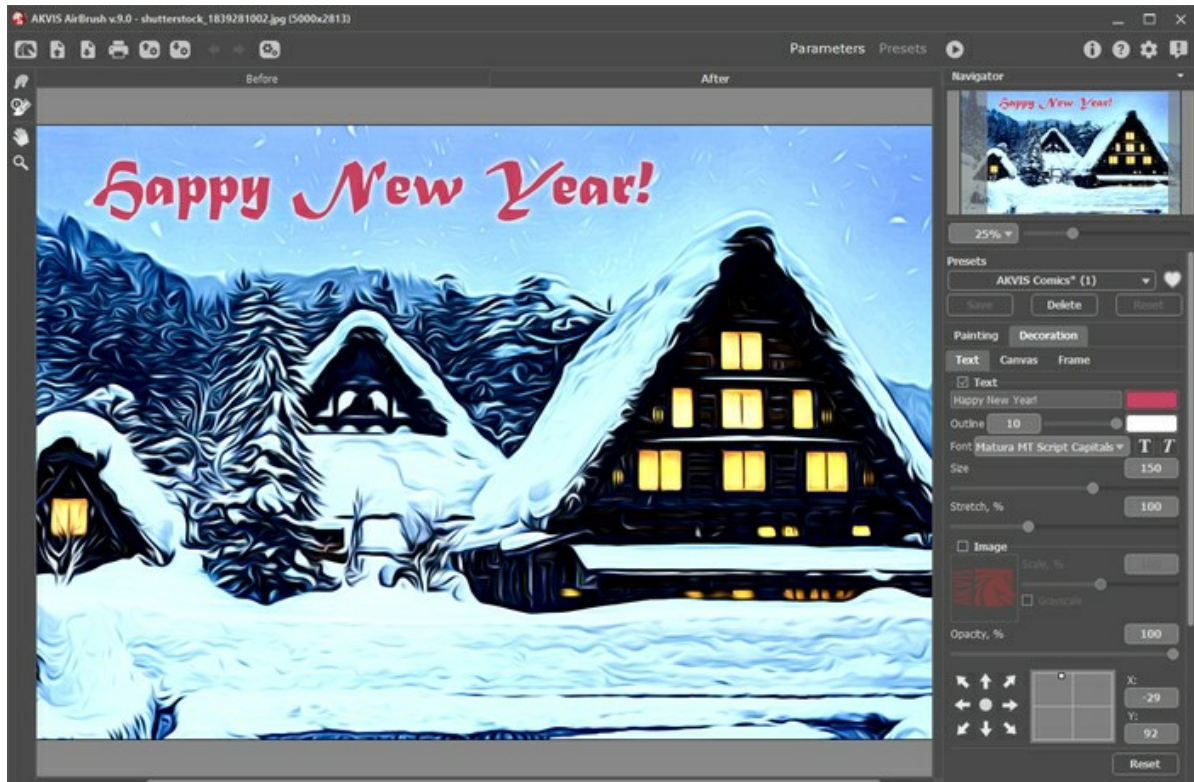 AKVIS AirBrush v.9.0 - shutterstock_1839281002.jpg (5000x2813)
Parameters Presets
Before After
Happy New Year!
Navigator
Happy New Year!
25%
Presets
AKVIS Comics* (1)
Save Delete Reset
Painting Decoration
Text Canvas Frame
Text
Happy New Year!
Outline 10
Font Matura MT Script Capitals T T
Size 150
Stretch, % 100
Image
Scale, %
AKVIS
Grayscale
Opacity, % 100
X:
-29
Y:
92
Reset